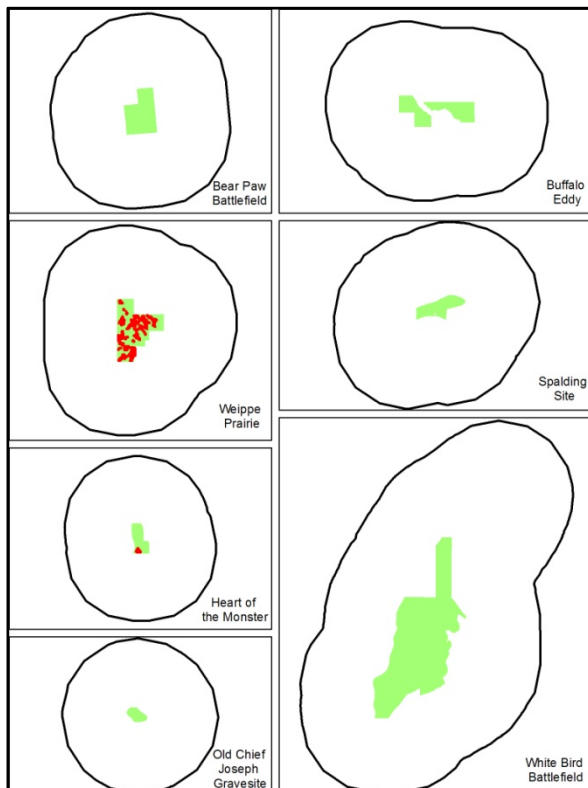 Bear Paw
Battlefield
Buffalo
Eddy
Weippe
Prairie
Spalding
Site
Heart of
the Monster
Old Chief
Joseph
Gravesite
White Bird
Battlefield